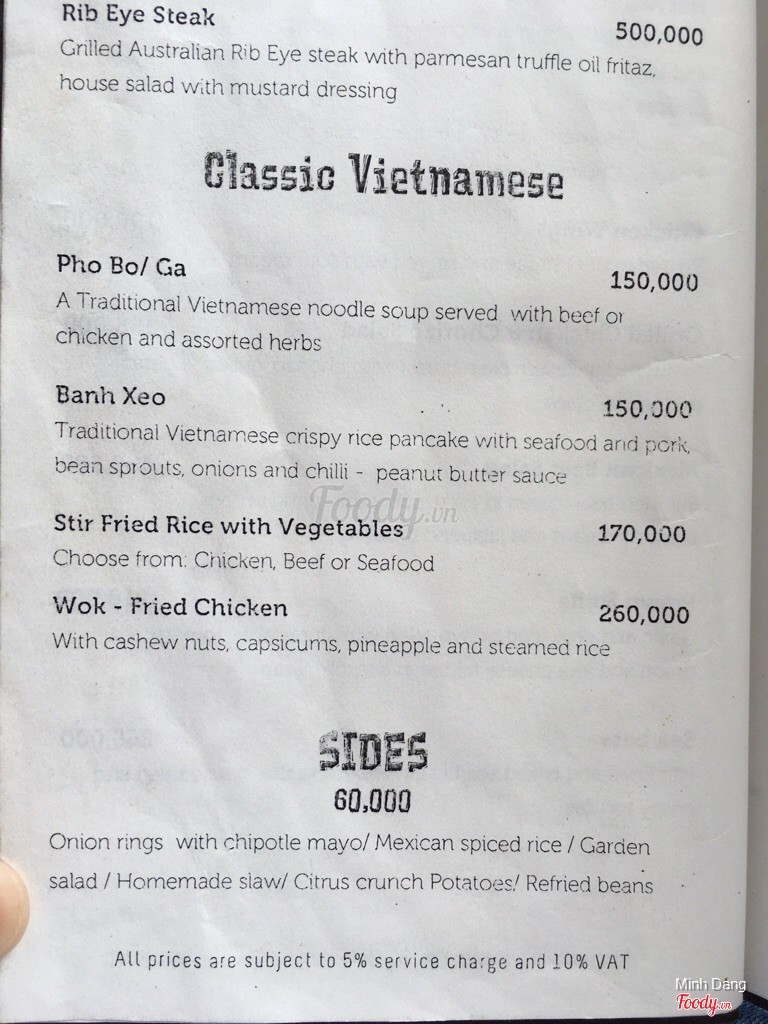 Rib Eye Steak 500,000
Grilled Australian Rib Eye steak with parmesan truffle oil fritaz,
house salad with mustard dressing
Classic Vietnamese
Pho Bo/ Ga 150,000
A Traditional Vietnamese noodle soup served with beef or
chicken and assorted herbs
Banh Xeo 150,000
Traditional Vietnamese crispy rice pancake with seafood and pork,
bean sprouts, onions and chilli - peanut butter sauce
Foody.vn
Stir Fried Rice with Vegetables 170,000
Choose from: Chicken, Beef or Seafood
Wok - Fried Chicken 260,000
With cashew nuts, capsicums, pineapple and steamed rice
SIDES
60,000
Onion rings with chipotle mayo/ Mexican spiced rice / Garden
salad / Homemade slaw/ Citrus crunch Potatoes/ Refried beans
All prices are subject to 5% service charge and 10% VAT
Minh Dăng
Foody.vn